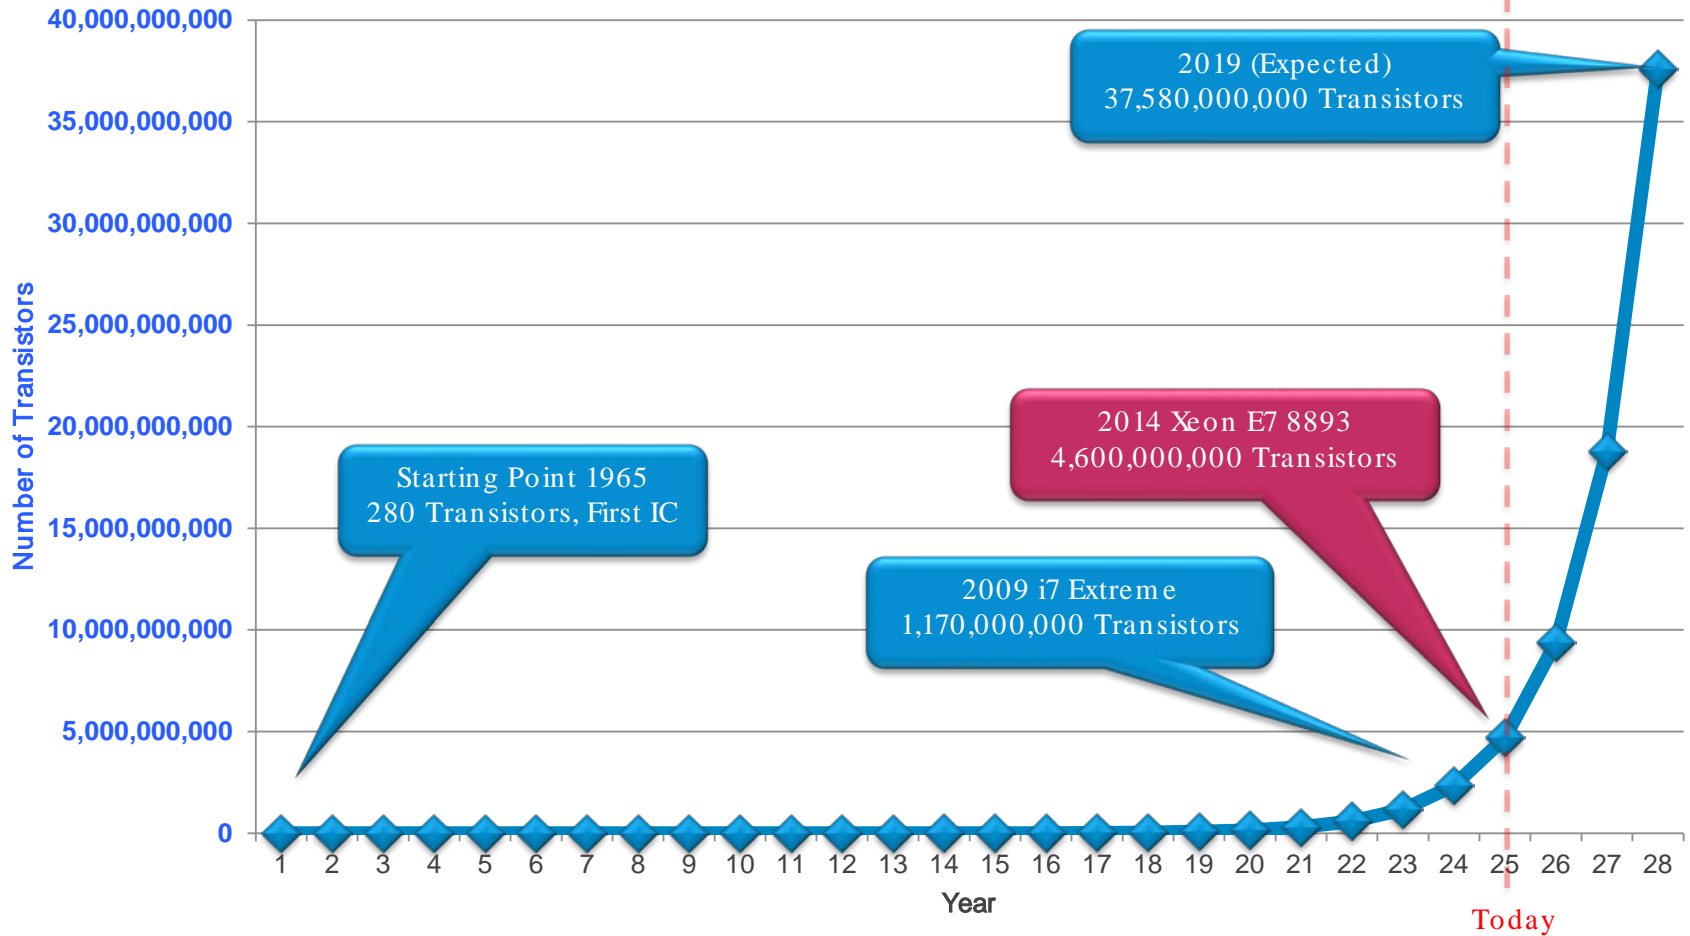 40,000,000,000
35,000,000,000
30,000,000,000
25,000,000,000
20,000,000,000
15,000,000,000
10,000,000,000
5,000,000,000
0
Number of Transistors
2019 (Expected)
37,580,000,000 Transistors
2014 Xeon E7 8893
4,600,000,000 Transistors
Starting Point 1965
280 Transistors, First IC
2009 i7 Extreme
1,170,000,000 Transistors
1 2 3 4 5 6 7 8 9 10 11 12 13 14 15 16 17 18 19 20 21 22 23 24 25 26 27 28
Year
Today